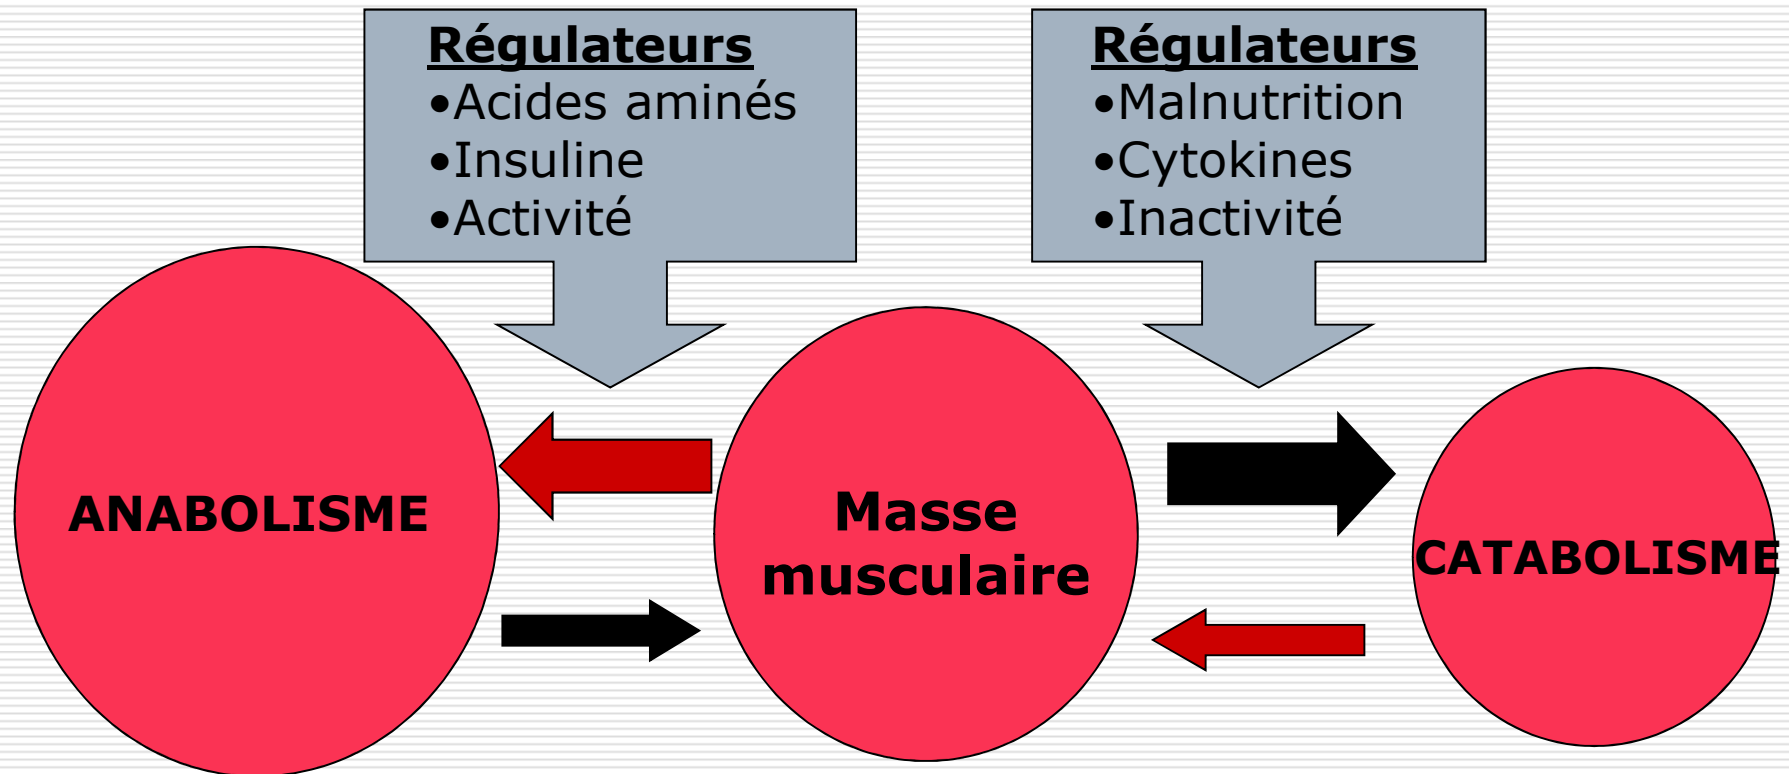 Régulateurs
•Acides aminés
•Insuline
•Activité
Régulateurs
•Malnutrition
•Cytokines
•Inactivité
ANABOLISME
Masse
musculaire
CATABOLISME